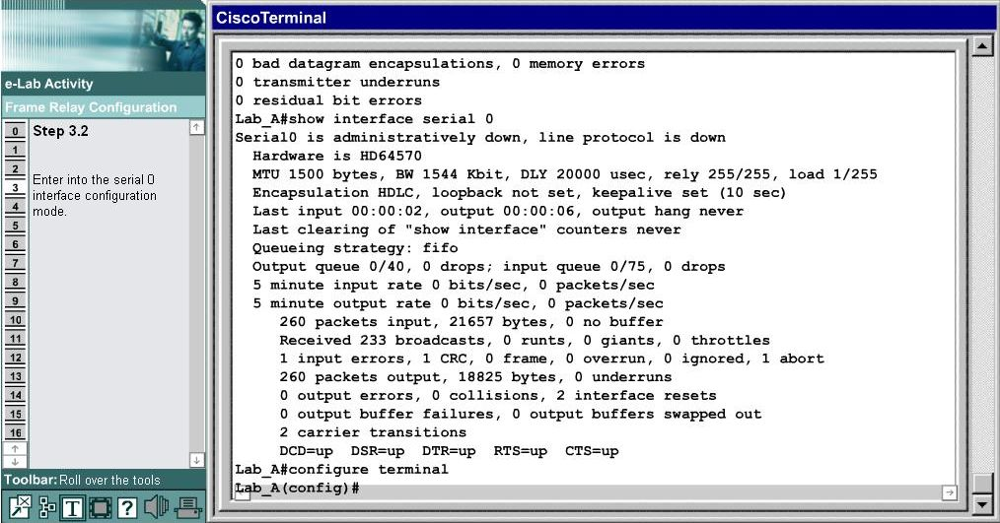 CiscoTerminal
e-Lab Activity
Frame Relay Configuration
0
1
2
3
4
5
6
7
8
9
10
11
12
13
14
15
16
Step 3.2
Enter into the serial 0
interface configuration
mode.
Toolbar: Roll over the tools
T
?
0 bad datagram encapsulations, 0 memory errors
0 transmitter underruns
0 residual bit errors
Lab_A#show interface serial 0
Serial0 is administratively down, line protocol is down
Hardware is HD64570
MTU 1500 bytes, BW 1544 Kbit, DLY 20000 usec, rely 255/255, load 1/255
Encapsulation HDLC, loopback not set, keepalive set (10 sec)
Last input 00:00:02, output 00:00:06, output hang never
Last clearing of "show interface" counters never
Queueing strategy: fifo
Output queue 0/40, 0 drops; input queue 0/75, 0 drops
5 minute input rate 0 bits/sec, 0 packets/sec
5 minute output rate 0 bits/sec, 0 packets/sec
260 packets input, 21657 bytes, 0 no buffer
Received 233 broadcasts, 0 runts, 0 giants, 0 throttles
1 input errors, 1 CRC, 0 frame, 0 overrun, 0 ignored, 1 abort
260 packets output, 18825 bytes, 0 underruns
0 output errors, 0 collisions, 2 interface resets
0 output buffer failures, 0 output buffers swapped out
2 carrier transitions
DCD=up DSR=up DTR=up RTS=up CTS=up
Lab_A#configure terminal
Lab_A(config)#